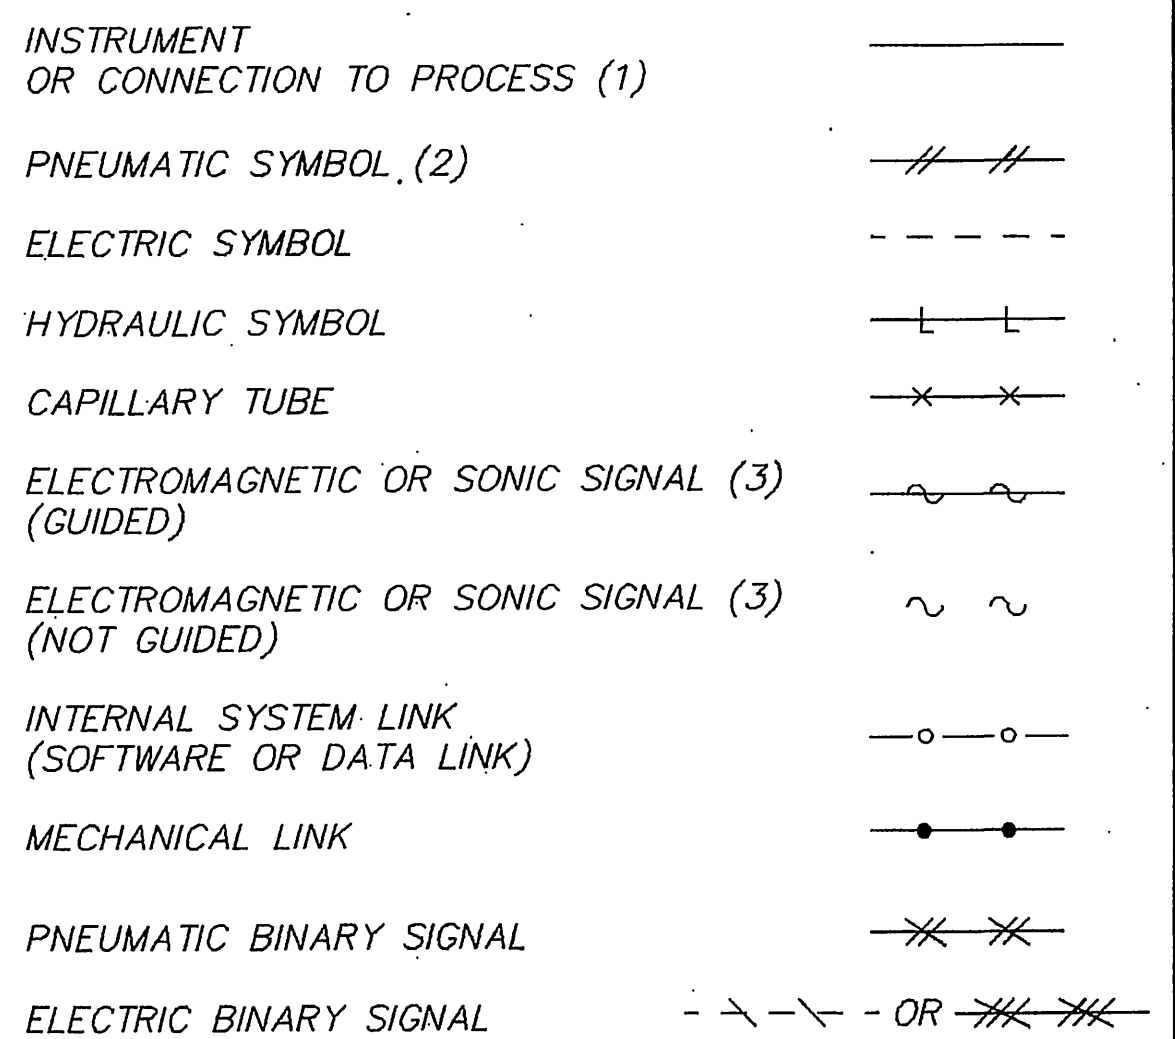 INSTRUMENT
OR CONNECTION TO PROCESS (1)
PNEUMATIC SYMBOL (2)
ELECTRIC SYMBOL
HYDRAULIC SYMBOL
CAPILLARY TUBE
ELECTROMAGNETIC OR SONIC SIGNAL (3)
(GUIDED)
ELECTROMAGNETIC OR SONIC SIGNAL (3)
(NOT GUIDED)
INTERNAL SYSTEM LINK
(SOFTWARE OR DATA LINK)
MECHANICAL LINK
PNEUMATIC BINARY SIGNAL
ELECTRIC BINARY SIGNAL OR